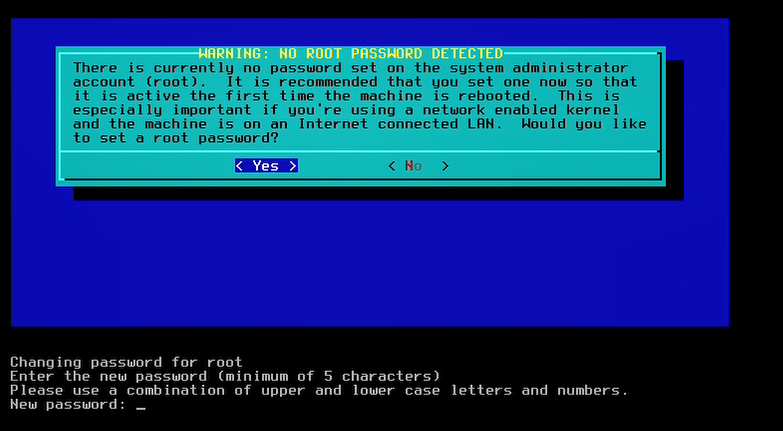 WARNING: NO ROOT PASSWORD DETECTED
There is currently no password set on the system administrator
account (root).  It is recommended that you set one now so that
it is active the first time the machine is rebooted.  This is
especially important if you're using a network enabled kernel
and the machine is on an Internet connected LAN.  Would you like
to set a root password?
< Yes > < No  >
Changing password for root
Enter the new password (minimum of 5 characters)
Please use a combination of upper and lower case letters and numbers.
New password: _